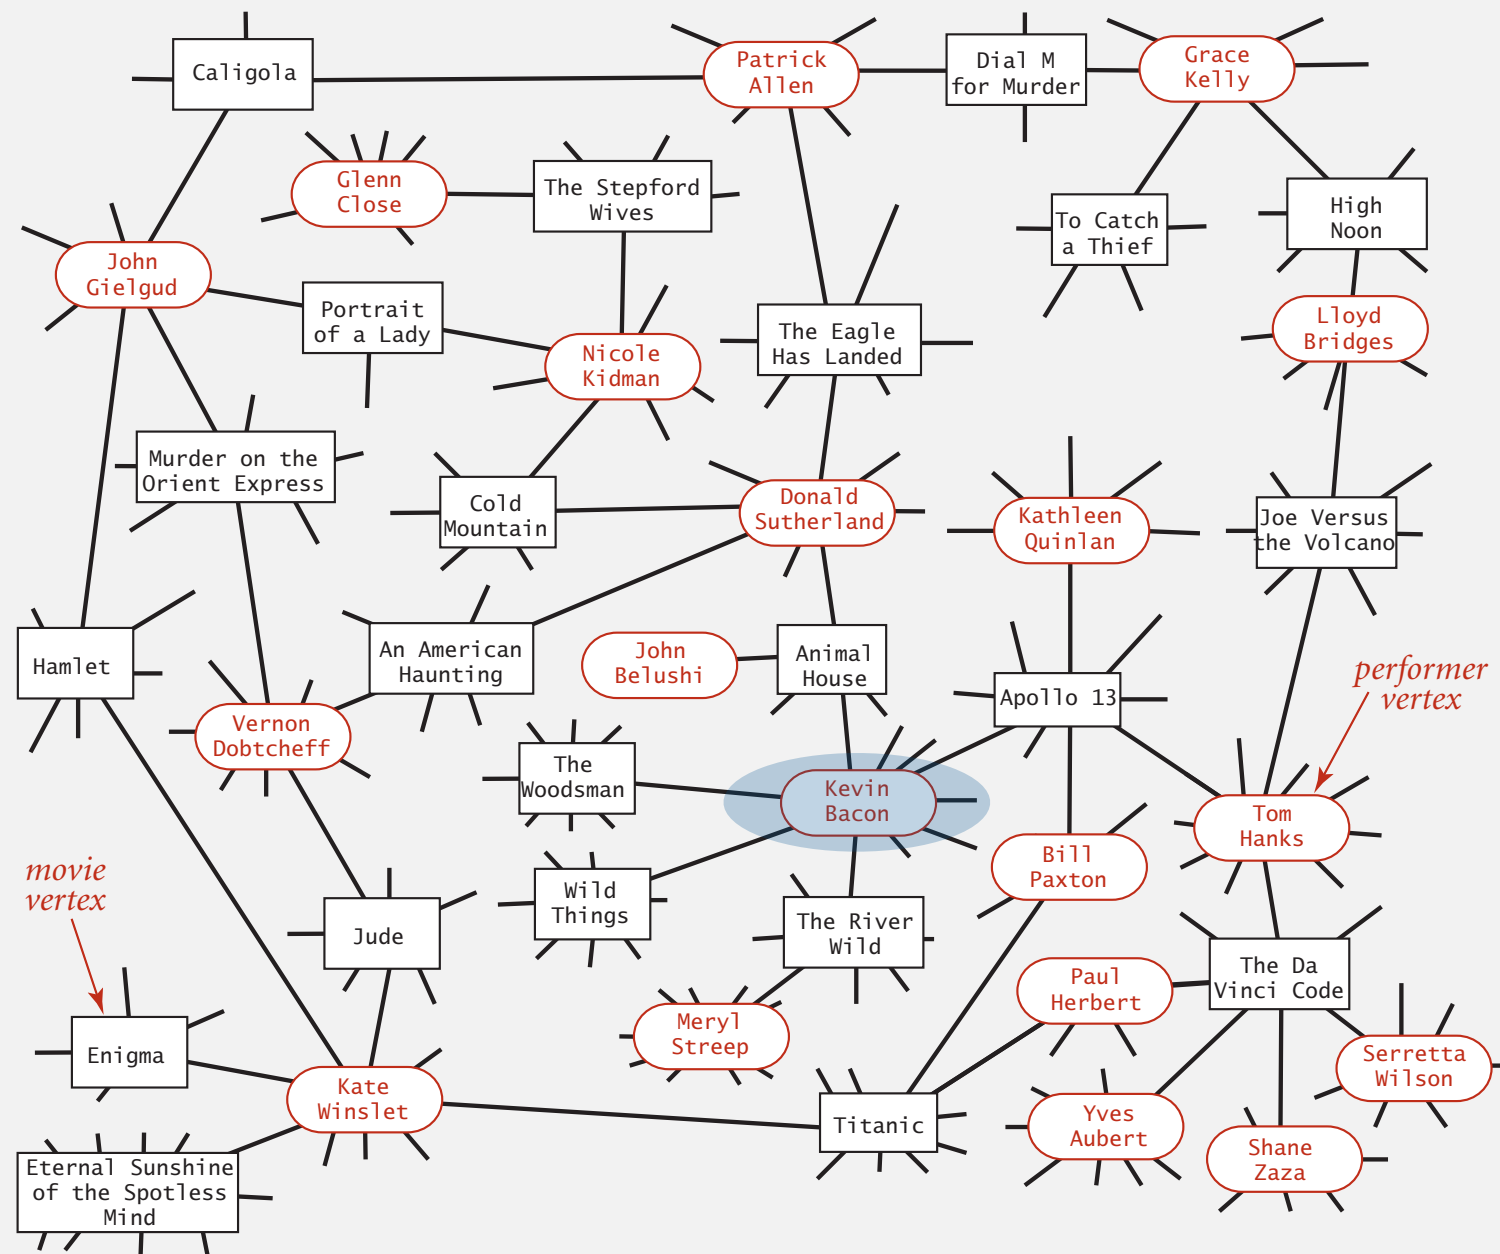 Caligola
Patrick
Allen
Dial M
for Murder
Grace
Kelly
Glenn
Close
The Stepford
Wives
To Catch
a Thief
High
Noon
John
Gielgud
Portrait
of a Lady
Nicole
Kidman
The Eagle
Has Landed
Lloyd
Bridges
Murder on the
Orient Express
Cold
Mountain
Donald
Sutherland
Kathleen
Quinlan
Joe Versus
the Volcano
Hamlet
An American
Haunting
John
Belushi
Animal
House
Apollo 13
performer
vertex
Vernon
Dobtcheff
The
Woodsman
Kevin
Bacon
Tom
Hanks
Bill
Paxton
movie
vertex
Jude
Wild
Things
The River
Wild
Paul
Herbert
The Da
Vinci Code
Enigma
Meryl
Streep
Serretta
Wilson
Kate
Winslet
Titanic
Yves
Aubert
Shane
Zaza
Eternal Sunshine
of the Spotless
Mind